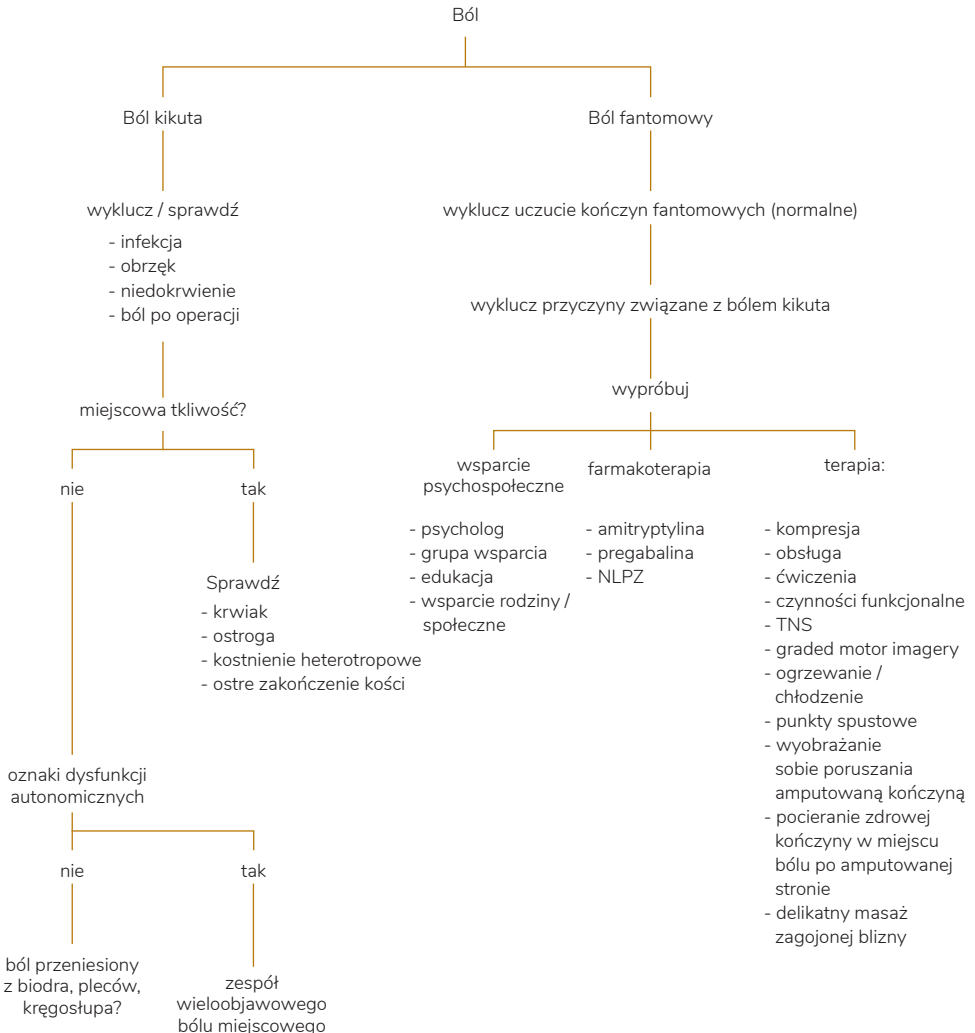 Ból
Ból kikuta
wyklucz / sprawdź
- infekcja
- obrzęk
- niedokrwienie
- ból po operacji
miejscowa tkliwość?
nie
tak
Sprawdź
- krwiak
- ostroga
- kostnienie heterotropowe
- ostre zakończenie kości
oznaki dysfunkcji
autonomicznych
nie
tak
ból przeniesiony
z biodra, pleców,
kręgosłupa?
zespół
wieloobjawowego
bólu miejscowego
Ból fantomowy
wyklucz uczucie kończyn fantomowych (normalne)
wyklucz przyczyny związane z bólem kikuta
wypróbuj
wsparcie
psychospołeczne
- psycholog
- grupa wsparcia
- edukacja
- wsparcie rodziny /
społeczne
farmakoterapia
- amitryptylina
- pregabalina
- NLPZ
terapia:
- kompresja
- obsługa
- ćwiczenia
- czynności funkcjonalne
- TNS
- graded motor imagery
- ogrzewanie /
chłodzenie
- punkty spustowe
- wyobrażanie
sobie poruszania
amputowaną kończyną
- pocieranie zdrowej
kończyny w miejscu
bólu po amputowanej
stronie
- delikatny masaż
zagojonej blizny